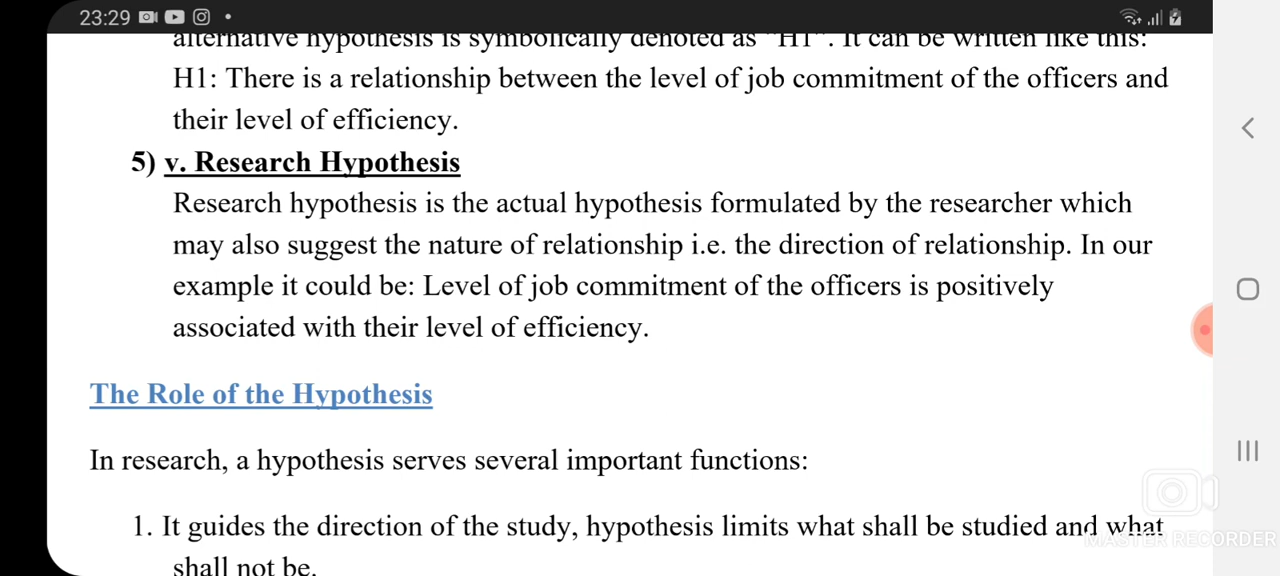 23:29
alternative hypothesis is symbolically denoted as "H1". It can be written like this:
H1: There is a relationship between the level of job commitment of the officers and
their level of efficiency.
5) v. Research Hypothesis
Research hypothesis is the actual hypothesis formulated by the researcher which
may also suggest the nature of relationship i.e. the direction of relationship. In our
example it could be: Level of job commitment of the officers is positively
associated with their level of efficiency.
The Role of the Hypothesis
In research, a hypothesis serves several important functions:
1. It guides the direction of the study, hypothesis limits what shall be studied and what
shall not be.
MASTER RECORDER